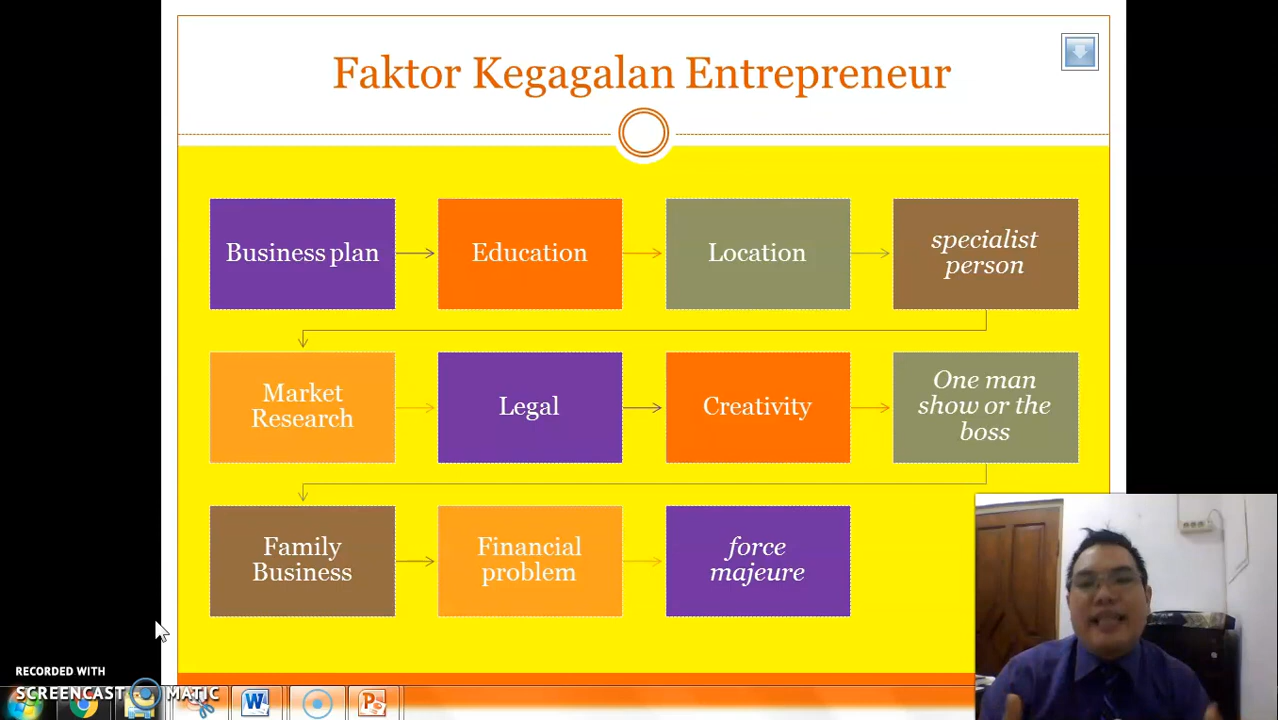 Faktor Kegagalan Entrepreneur
Business plan
Education
Location
specialist
person
Market
Research
Legal
Creativity
One man
show or the
boss
Family
Business
Financial
problem
force
majeure
RECORDED WITH
SCREENCAST MATIC